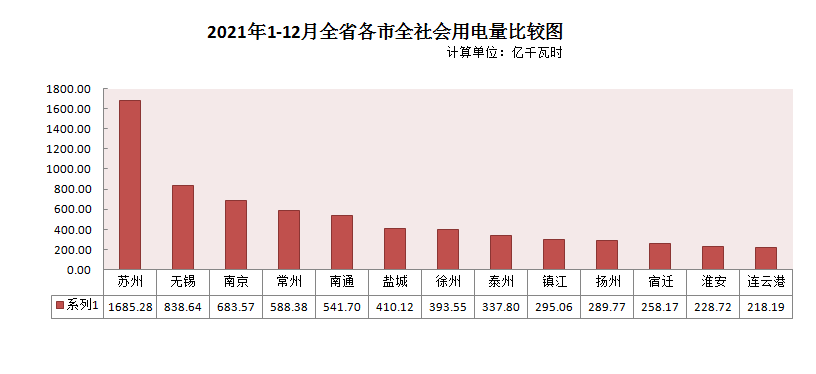 2021年1-12月全省各市全社会用电量比较图
计算单位：亿千瓦时
1800.00
1600.00
1400.00
1200.00
1000.00
800.00
600.00
400.00
200.00
0.00
苏州 无锡 南京 常州 南通 盐城 徐州 泰州 镇江 扬州 宿迁 淮安 连云港
系列1 1685.28 838.64 683.57 588.38 541.70 410.12 393.55 337.80 295.06 289.77 258.17 228.72 218.19